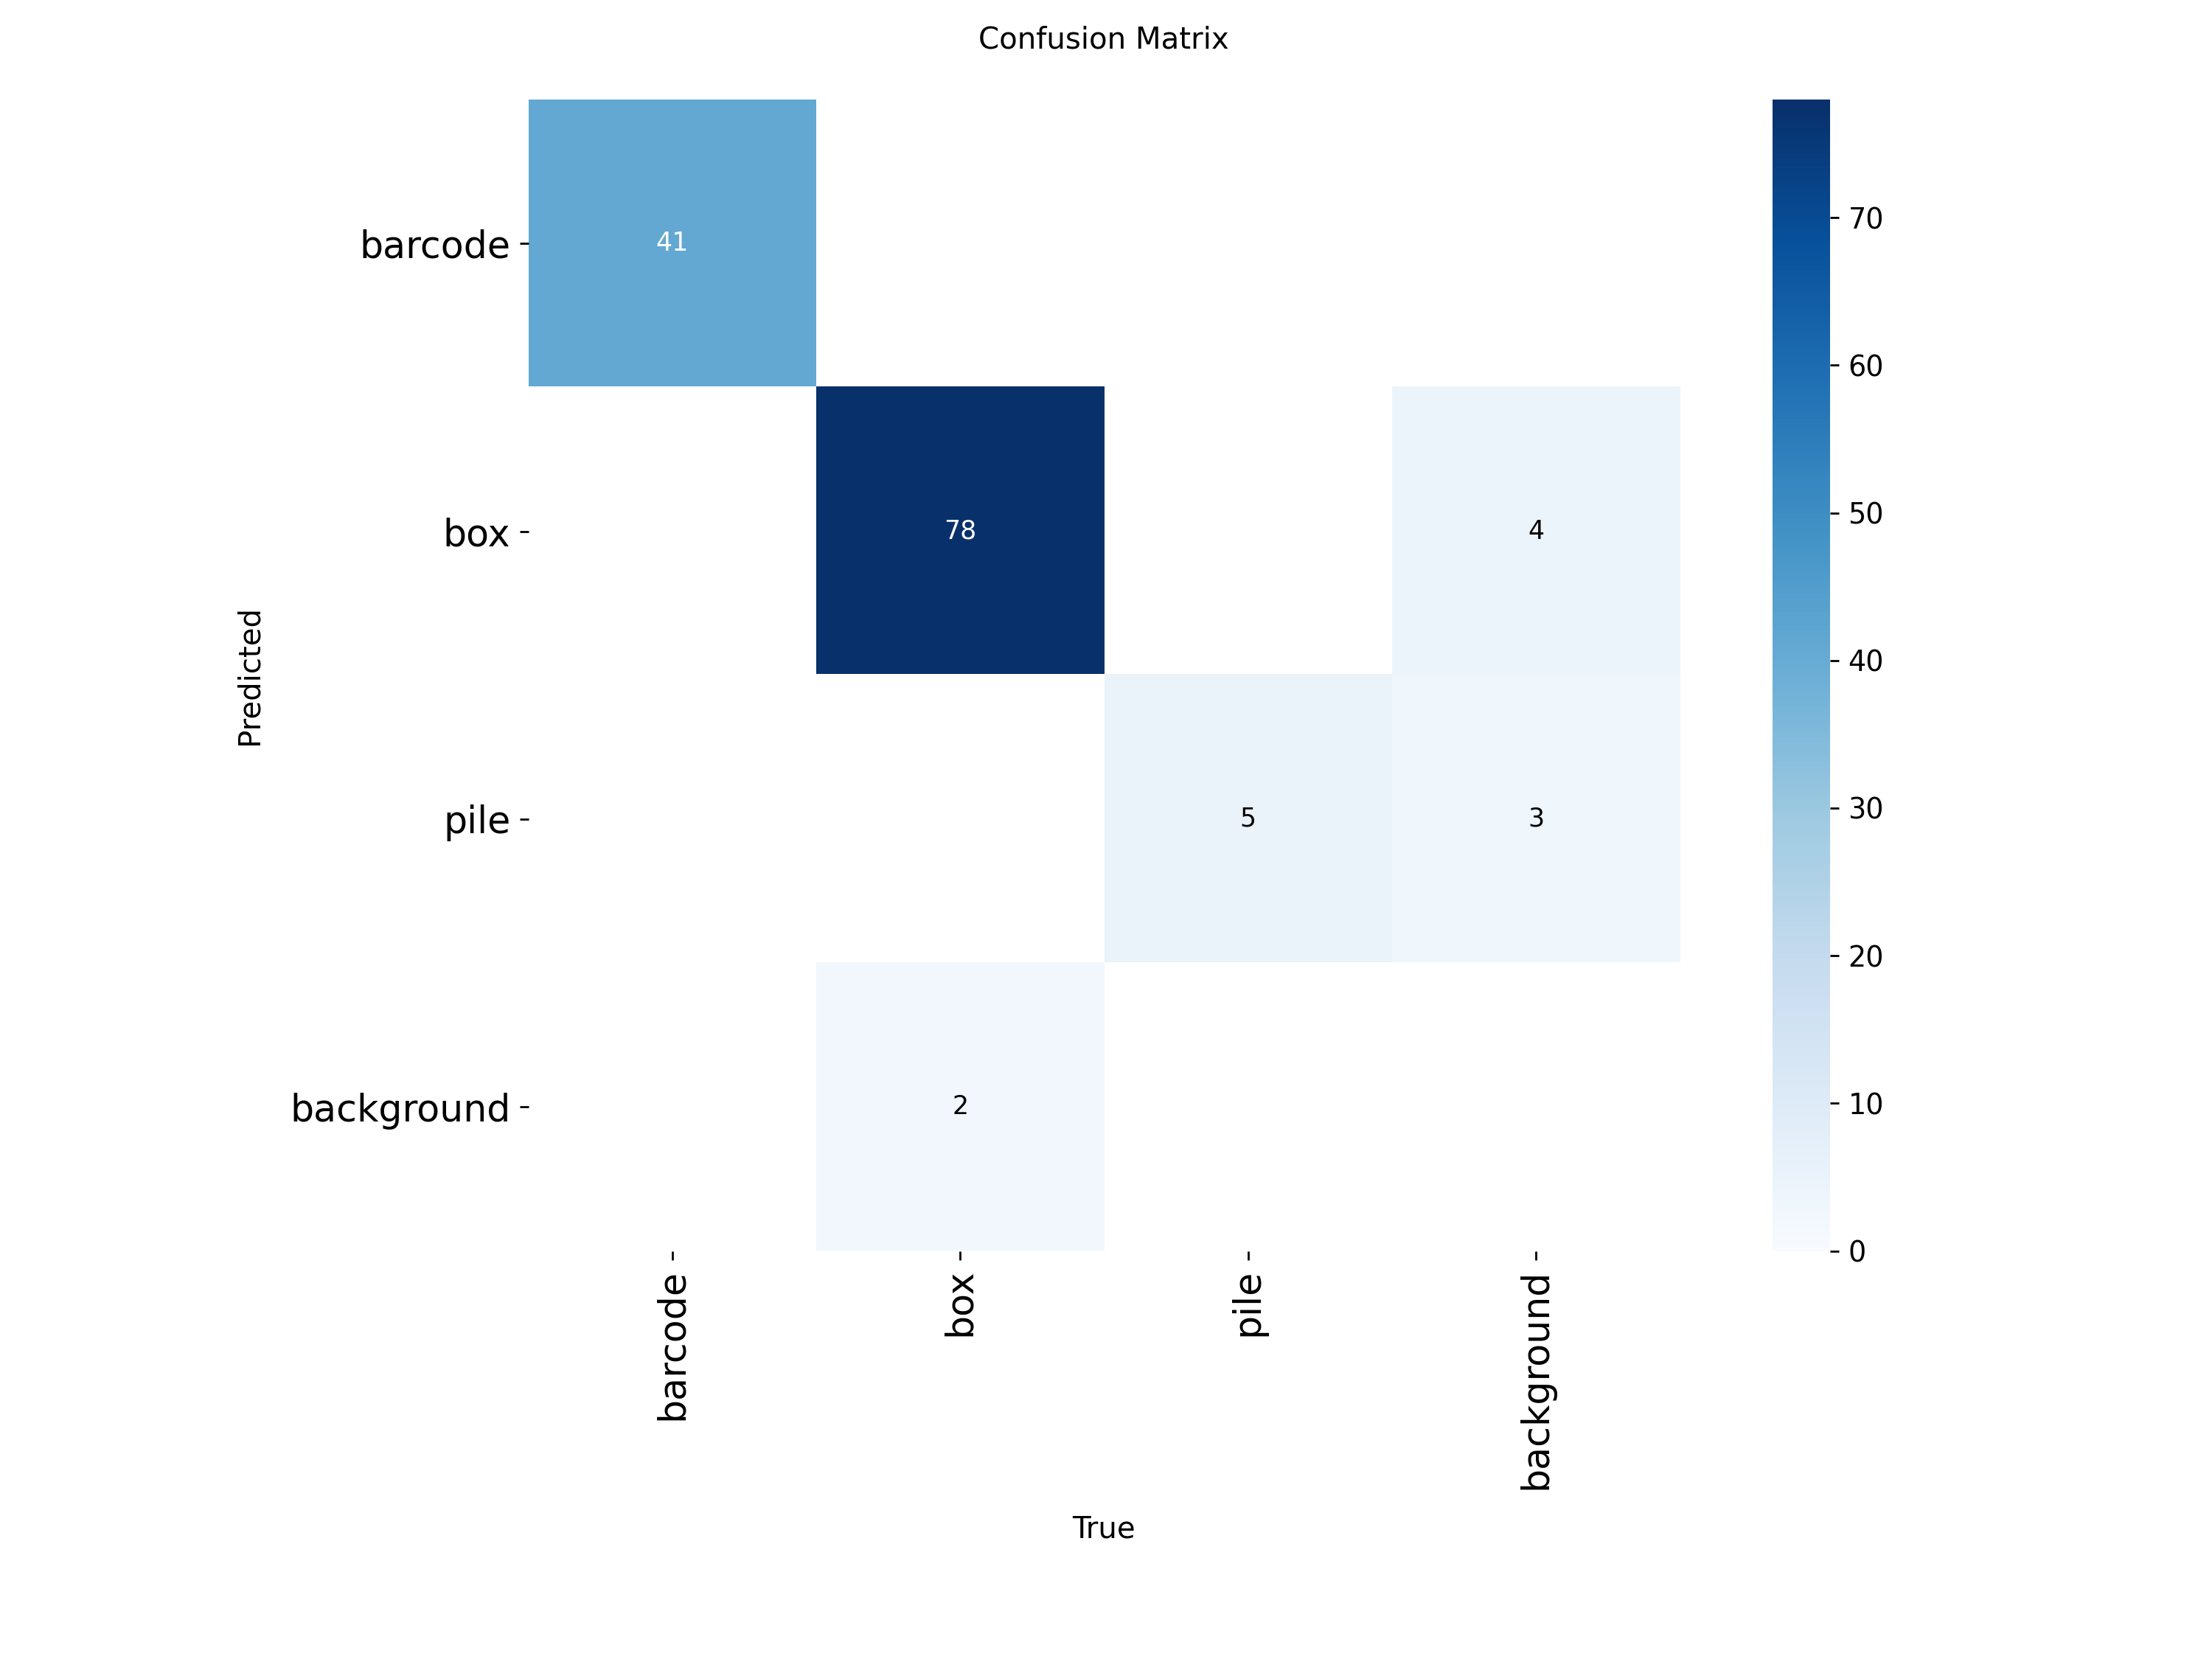 Confusion Matrix
barcode
41
70
60
box
78
4
50
Predicted
40
pile
5
3
30
20
background
2
10
0
barcode
box
pile
background
True